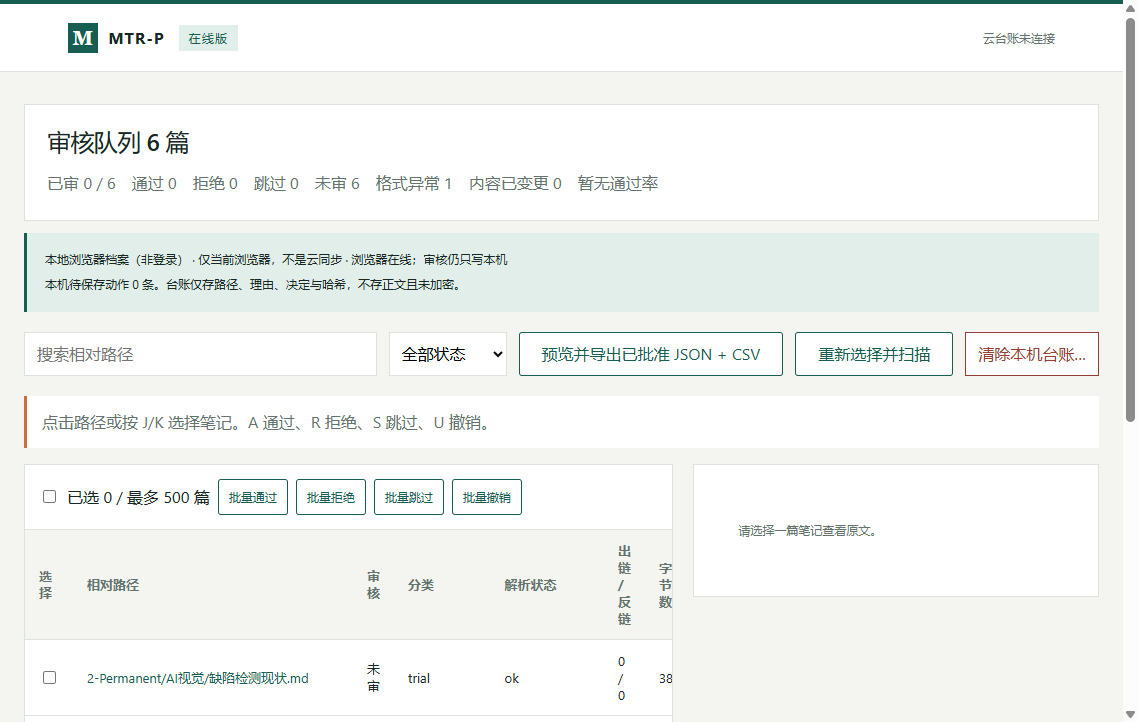 M MTR-P 在线版 云台账未连接
审核队列 6 篇
已审 0 / 6 通过 0 拒绝 0 跳过 0 未审 6 格式异常 1 内容已变更 0 暂无通过率
本地浏览器档案（非登录） · 仅当前浏览器，不是云同步 · 浏览器在线；审核仍只写本机
本机待保存动作 0 条。台账仅存路径、理由、决定与哈希，不存正文且未加密。
搜索相对路径 全部状态 预览并导出已批准 JSON + CSV 重新选择并扫描 清除本机台账...
点击路径或按 J/K 选择笔记。A 通过、R 拒绝、S 跳过、U 撤销。
已选 0 / 最多 500 篇 批量通过 批量拒绝 批量跳过 批量撤销
请选择一篇笔记查看原文。
选择 相对路径 审核 分类 解析状态 出链 / 反链 字节数
2-Permanent/AI视觉/缺陷检测现状.md 未审 trial ok 0 / 0 38